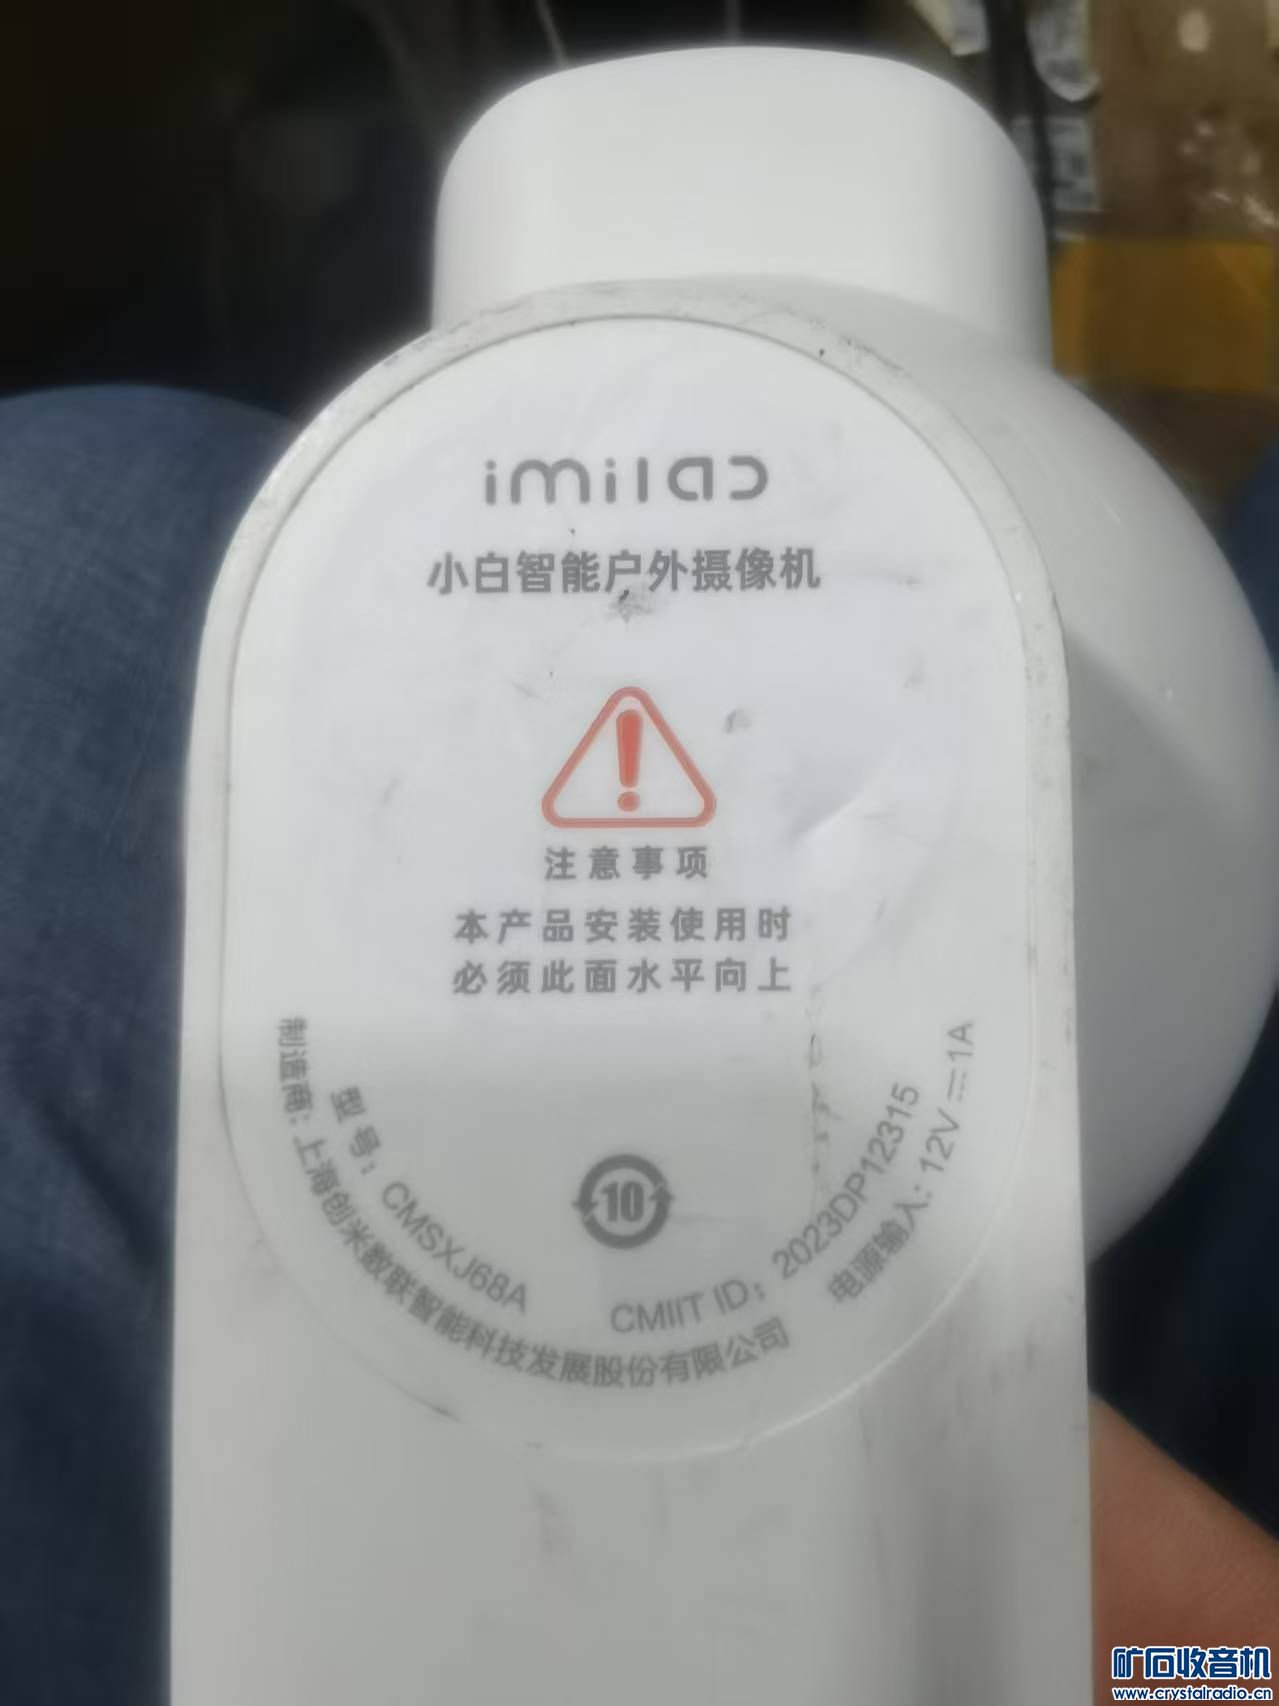 imilab
小白智能户外摄像机
注意事项
本产品安装使用时
必须此面水平向上
10
型号：CMSXJ68A
CMIIT ID：2023DP12315
制造商：上海创米数联智能科技发展股份有限公司
电源输入：12V⎓1A
矿石收音机
www.crystalradio.cn